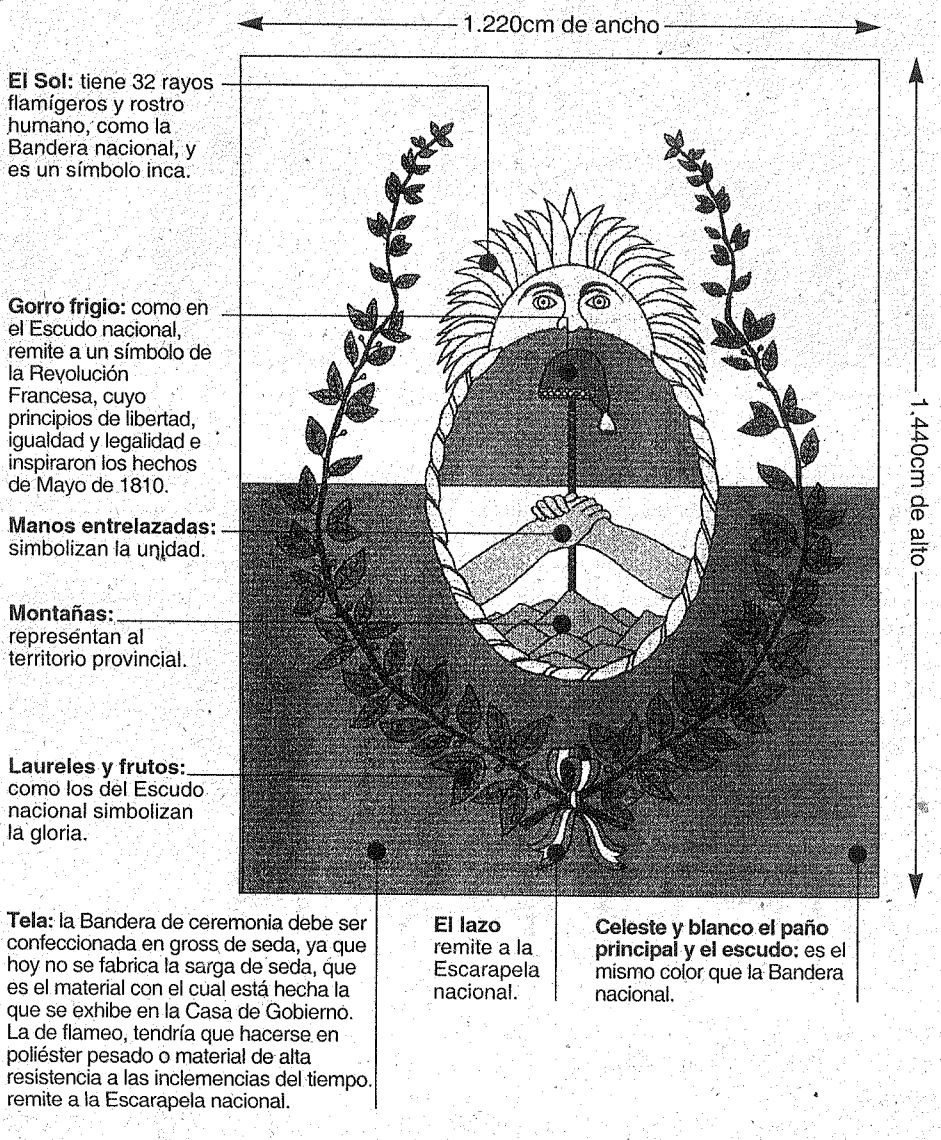 1.220cm de ancho
El Sol: tiene 32 rayos
flamígeros y rostro
humano, como la
Bandera nacional, y
es un símbolo inca.
Gorro frigio: como en
el Escudo nacional,
remite a un símbolo de
la Revolución
Francesa, cuyo
principios de libertad,
igualdad y legalidad e
inspiraron los hechos
de Mayo de 1810.
Manos entrelazadas:
simbolizan la unidad.
Montañas:
representan al
territorio provincial.
Laureles y frutos:
como los del Escudo
nacional simbolizan
la gloria.
1.440cm de alto
Tela: la Bandera de ceremonia debe ser
confeccionada en gross de seda, ya que
hoy no se fabrica la sarga de seda, que
es el material con el cual está hecha la
que se exhibe en la Casa de Gobierno.
La de flameo, tendría que hacerse en
poliéster pesado o material de alta
resistencia a las inclemencias del tiempo.
remite a la Escarapela nacional.
El lazo
remite a la
Escarapela
nacional.
Celeste y blanco el paño
principal y el escudo: es el
mismo color que la Bandera
nacional.